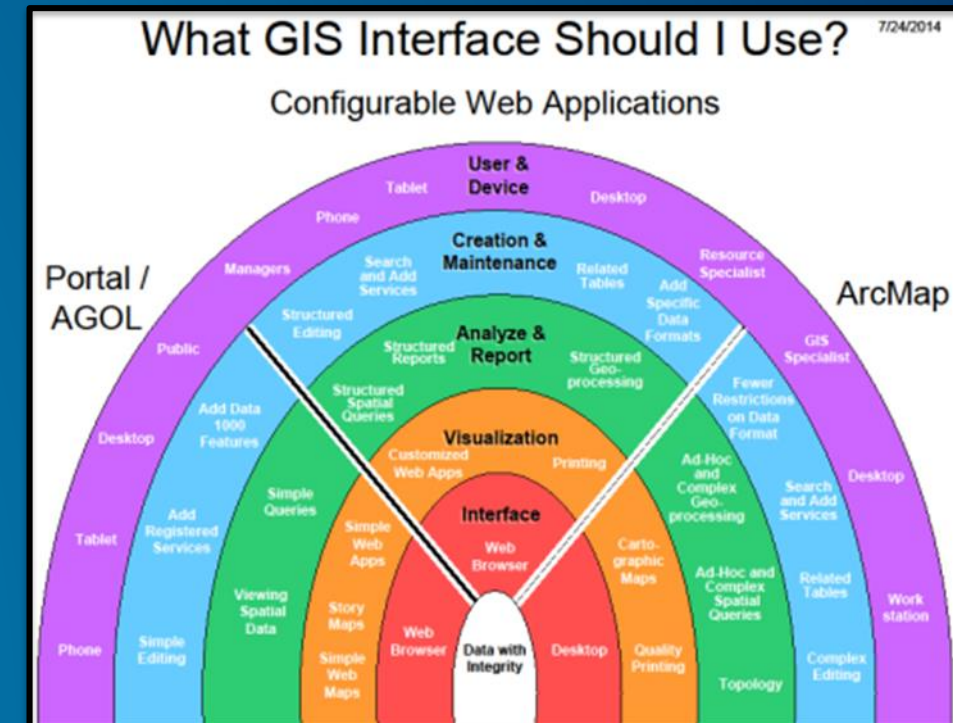 What GIS Interface Should I Use?
7/24/2014
Configurable Web Applications
Portal /
AGOL
ArcMap
User &
Device
Phone
Tablet
Desktop
Public
Managers
Phone
Tablet
Desktop
Resource
Specialist
GIS
Specialist
Desktop
Work
station
Creation &
Maintenance
Simple
Editing
Add
Registered
Services
Add Data
1000
Features
Structured
Editing
Search
and Add
Services
Related
Tables
Add
Specific
Data
Formats
Fewer
Restrictions
on Data
Format
Search
and Add
Services
Related
Tables
Complex
Editing
Analyze &
Report
Viewing
Spatial
Data
Simple
Queries
Structured
Spatial
Queries
Structured
Reports
Structured
Geo-
processing
Ad-Hoc
and
Complex
Geo-
processing
Ad-Hoc and
Complex
Spatial
Queries
Topology
Visualization
Simple
Web
Maps
Story
Maps
Simple
Web
Apps
Customized
Web Apps
Printing
Carto-
graphic
Maps
Quality
Printing
Interface
Web
Browser
Web
Browser
Desktop
Data with
Integrity